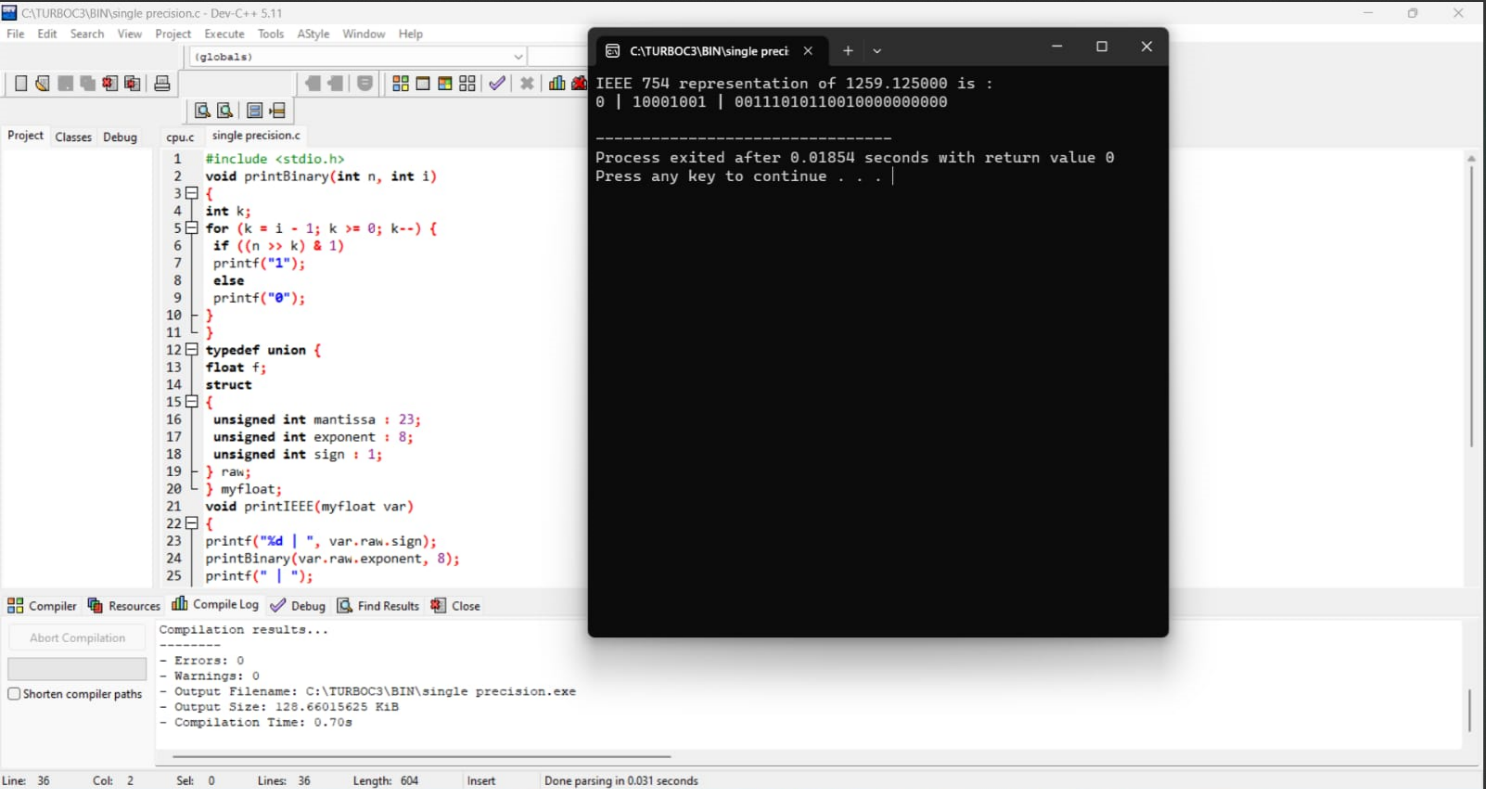 C:\TURBOC3\BIN\single precision.c - Dev-C++ 5.11
File Edit Search View Project Execute Tools AStyle Window Help
(globals)
Project Classes Debug
cpu.c single precision.c
1 #include <stdio.h>
2 void printBinary(int n, int i)
3 {
4 int k;
5 for (k = i - 1; k >= 0; k--) {
6 if ((n >> k) & 1)
7 printf("1");
8 else
9 printf("0");
10 }
11 }
12 typedef union {
13 float f;
14 struct
15 {
16 unsigned int mantissa : 23;
17 unsigned int exponent : 8;
18 unsigned int sign : 1;
19 } raw;
20 } myfloat;
21 void printIEEE(myfloat var)
22 {
23 printf("%d | ", var.raw.sign);
24 printBinary(var.raw.exponent, 8);
25 printf(" | ");
C:\TURBOC3\BIN\single preci
IEEE 754 representation of 1259.125000 is :
0 | 10001001 | 00111010110010000000000
--------------------------------
Process exited after 0.01854 seconds with return value 0
Press any key to continue . . .
Compiler Resources Compile Log Debug Find Results Close
Abort Compilation
Shorten compiler paths
Compilation results...
--------
- Errors: 0
- Warnings: 0
- Output Filename: C:\TURBOC3\BIN\single precision.exe
- Output Size: 128.66015625 KiB
- Compilation Time: 0.70s
Line: 36 Col: 2 Sel: 0 Lines: 36 Length: 604 Insert Done parsing in 0.031 seconds